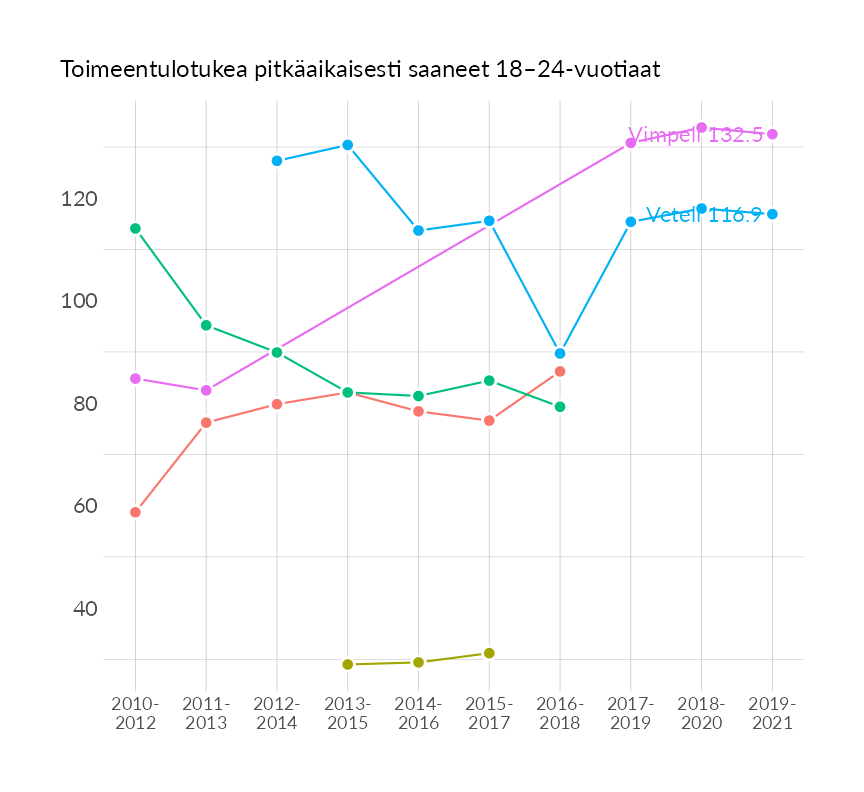 Toimeentulotukea pitkäaikaisesti saaneet 18–24-vuotiaat
Vimpeli 132.5
120
Veteli 116.9
100
80
60
40
2010- 2011- 2012- 2013- 2014- 2015- 2016- 2017- 2018- 2019-
2012 2013 2014 2015 2016 2017 2018 2019 2020 2021